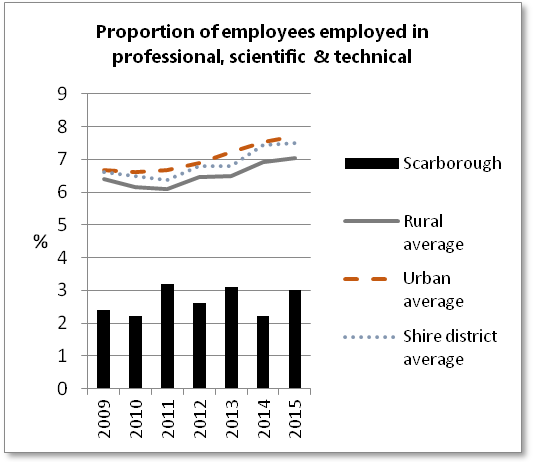 Proportion of employees employed in
professional, scientific & technical
9
8
7
6
5
4
3
2
1
0
%
2009
2010
2011
2012
2013
2014
2015
Scarborough
Rural
average
Urban
average
Shire district
average